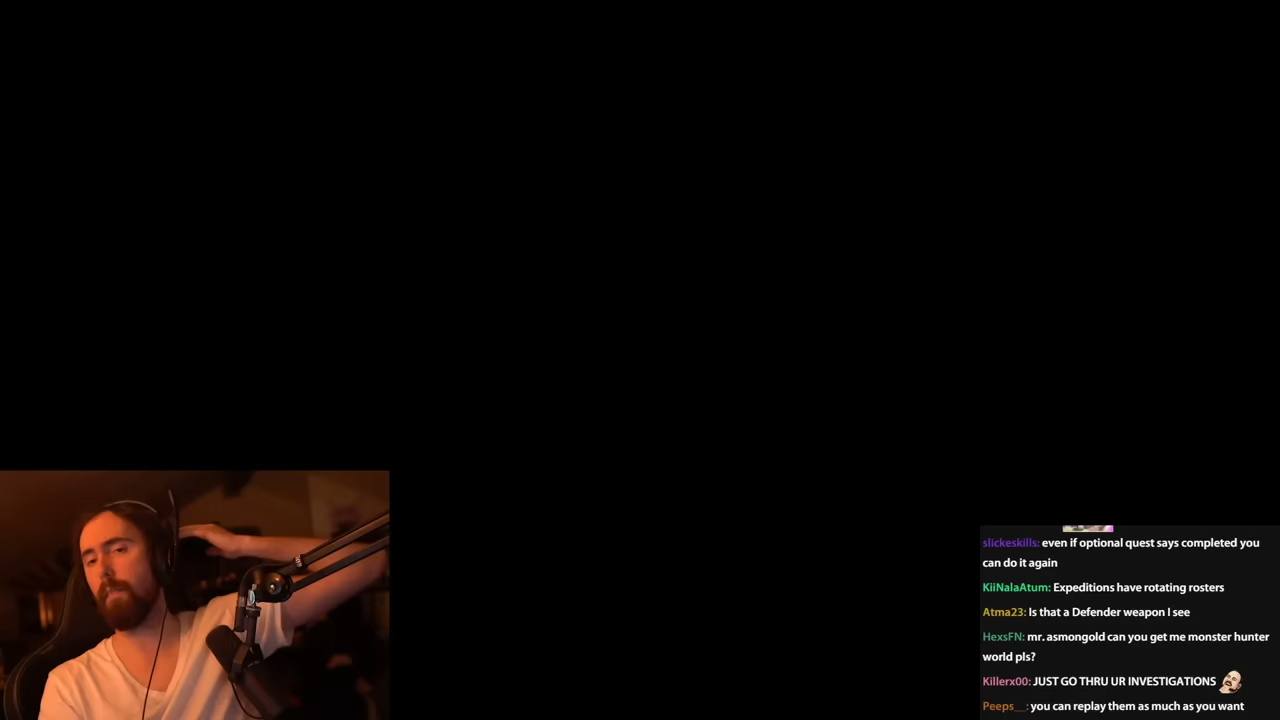 slickeskills: even if optional quest says completed you
can do it again
KiiNalaAtum: Expeditions have rotating rosters
Atma23: Is that a Defender weapon I see
HexsFN: mr. asmongold can you get me monster hunter
world pls?
Killerx00: JUST GO THRU UR INVESTIGATIONS
Peeps__: you can replay them as much as you want